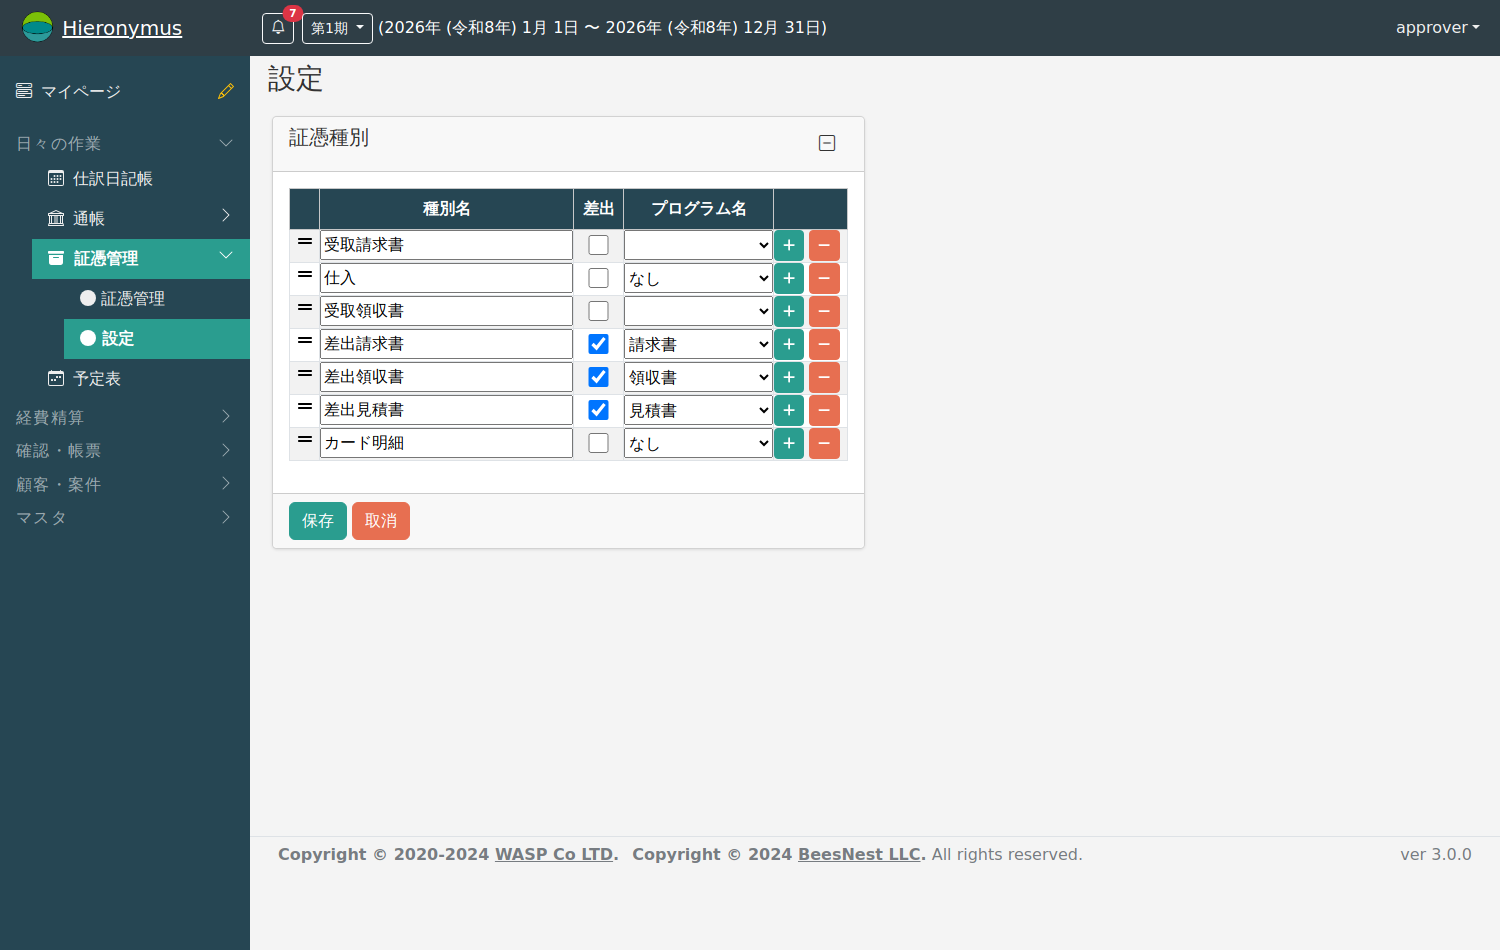 Hieronymus
7
第1期
(2026年 (令和8年) 1月 1日 〜 2026年 (令和8年) 12月 31日)
approver
マイページ
日々の作業
仕訳日記帳
通帳
証憑管理
証憑管理
設定
予定表
経費精算
確認・帳票
顧客・案件
マスタ
設定
証憑種別
種別名 差出 プログラム名
受取請求書
仕入 なし
受取領収書
差出請求書 請求書
差出領収書 領収書
差出見積書 見積書
カード明細 なし
保存 取消
Copyright © 2020-2024 WASP Co LTD. Copyright © 2024 BeesNest LLC. All rights reserved.
ver 3.0.0